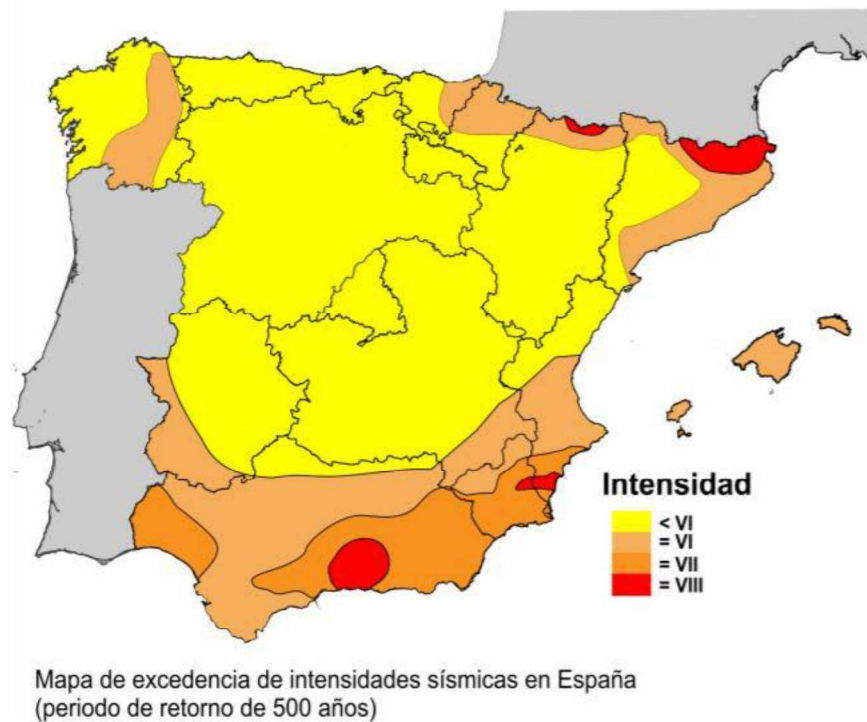 Intensidad
< VI
= VI
= VII
= VIII
Mapa de excedencia de intensidades sísmicas en España
(periodo de retorno de 500 años)